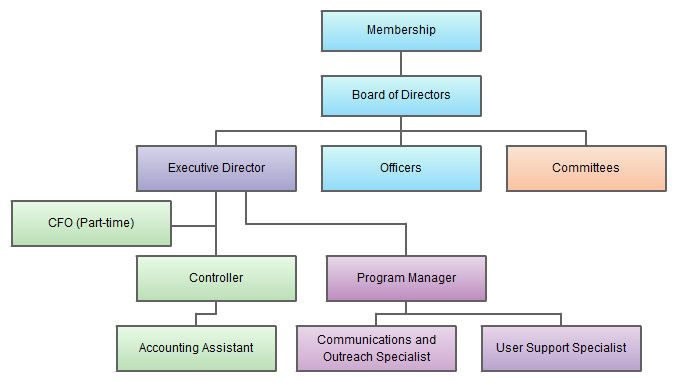 Membership
Board of Directors
Executive Director
Officers
Committees
CFO (Part-time)
Controller
Program Manager
Accounting Assistant
Communications and
Outreach Specialist
User Support Specialist